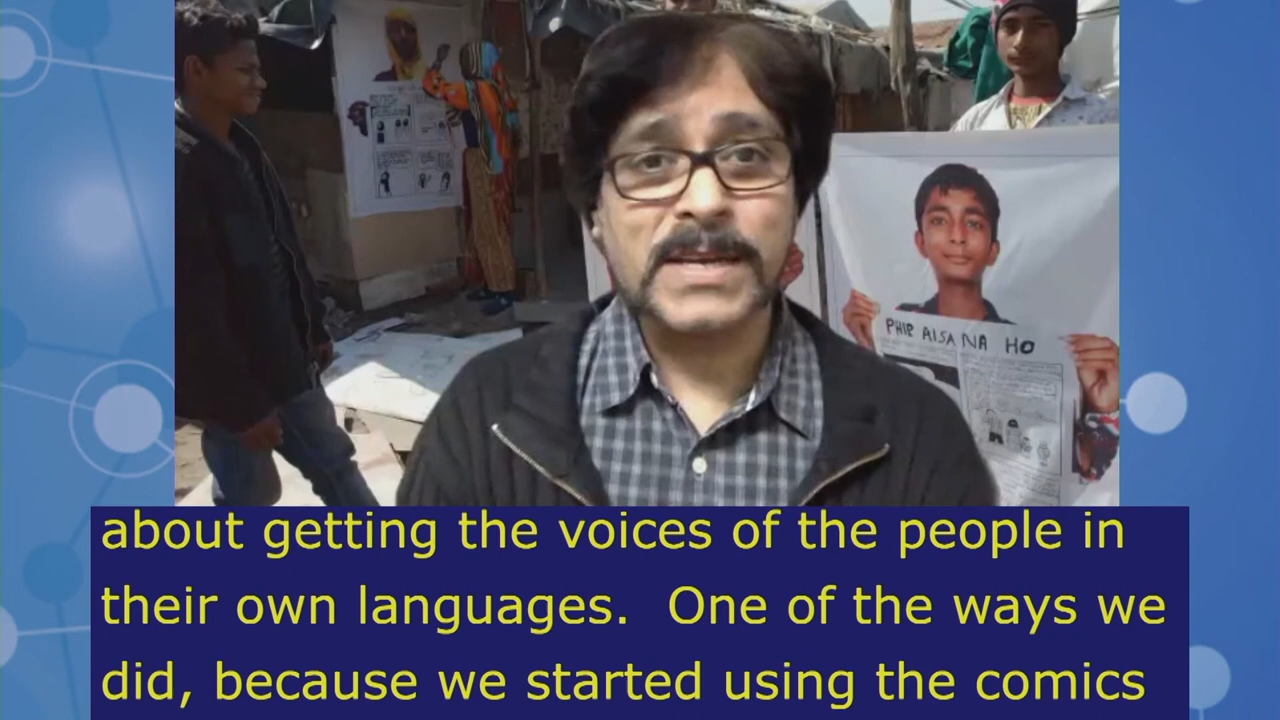 PHIR AISA NA HO
about getting the voices of the people in
their own languages.  One of the ways we
did, because we started using the comics